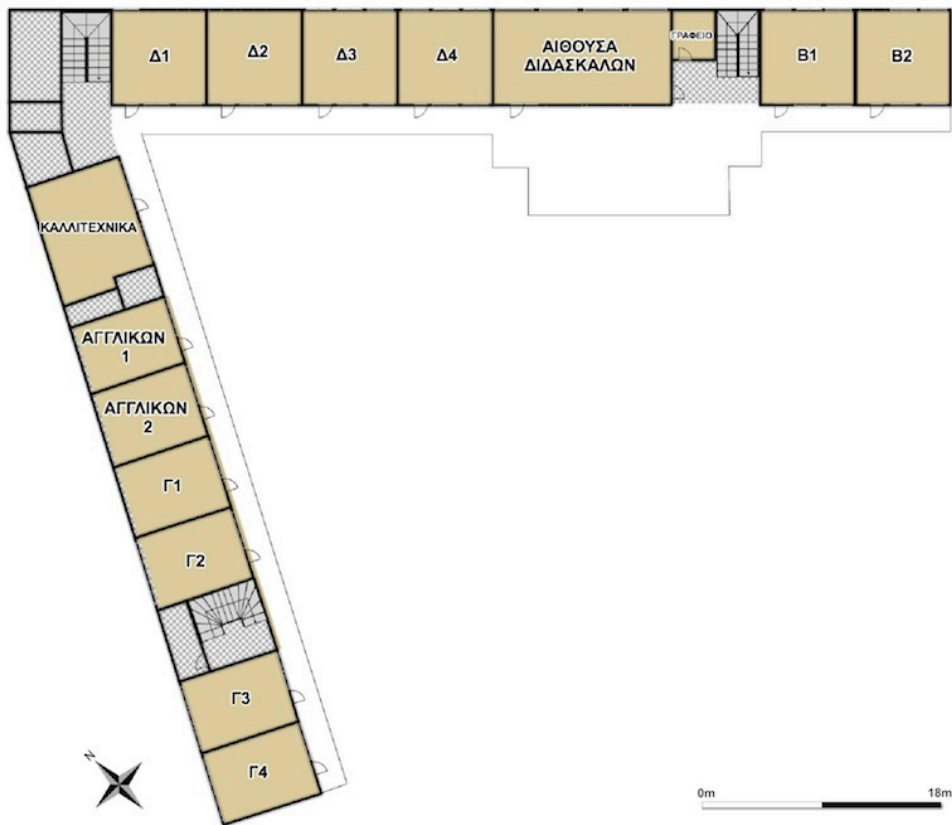 Δ1
Δ2
Δ3
Δ4
ΑΙΘΟΥΣΑ
ΔΙΔΑΣΚΑΛΩΝ
ΓΡΑΦΕΙΟ
Β1
Β2
ΚΑΛΛΙΤΕΧΝΙΚΑ
ΑΓΓΛΙΚΩΝ
1
ΑΓΓΛΙΚΩΝ
2
Γ1
Γ2
Γ3
Γ4
N
0m
18m